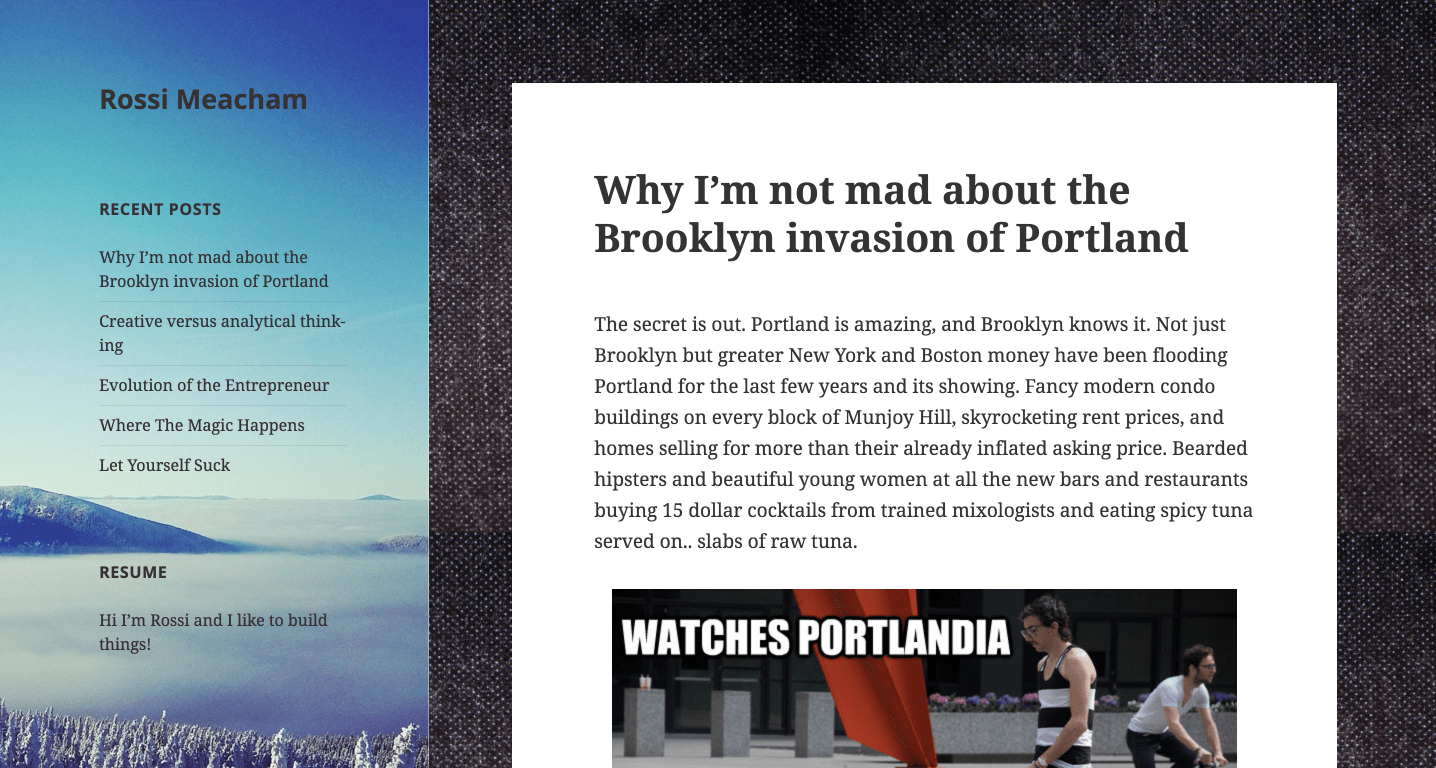 Rossi Meacham
RECENT POSTS
Why I’m not mad about the
Brooklyn invasion of Portland
Creative versus analytical think-
ing
Evolution of the Entrepreneur
Where The Magic Happens
Let Yourself Suck
RESUME
Hi I’m Rossi and I like to build
things!
Why I’m not mad about the
Brooklyn invasion of Portland
The secret is out. Portland is amazing, and Brooklyn knows it. Not just
Brooklyn but greater New York and Boston money have been flooding
Portland for the last few years and its showing. Fancy modern condo
buildings on every block of Munjoy Hill, skyrocketing rent prices, and
homes selling for more than their already inflated asking price. Bearded
hipsters and beautiful young women at all the new bars and restaurants
buying 15 dollar cocktails from trained mixologists and eating spicy tuna
served on.. slabs of raw tuna.
WATCHES PORTLANDIA